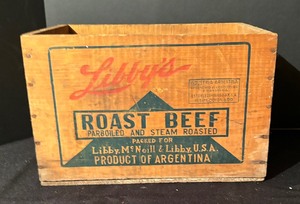 Libby's
ROAST BEEF
PARBOILED AND STEAM ROASTED
PACKED FOR
Libby, McNeill & Libby, U.S.A.
PRODUCT OF ARGENTINA